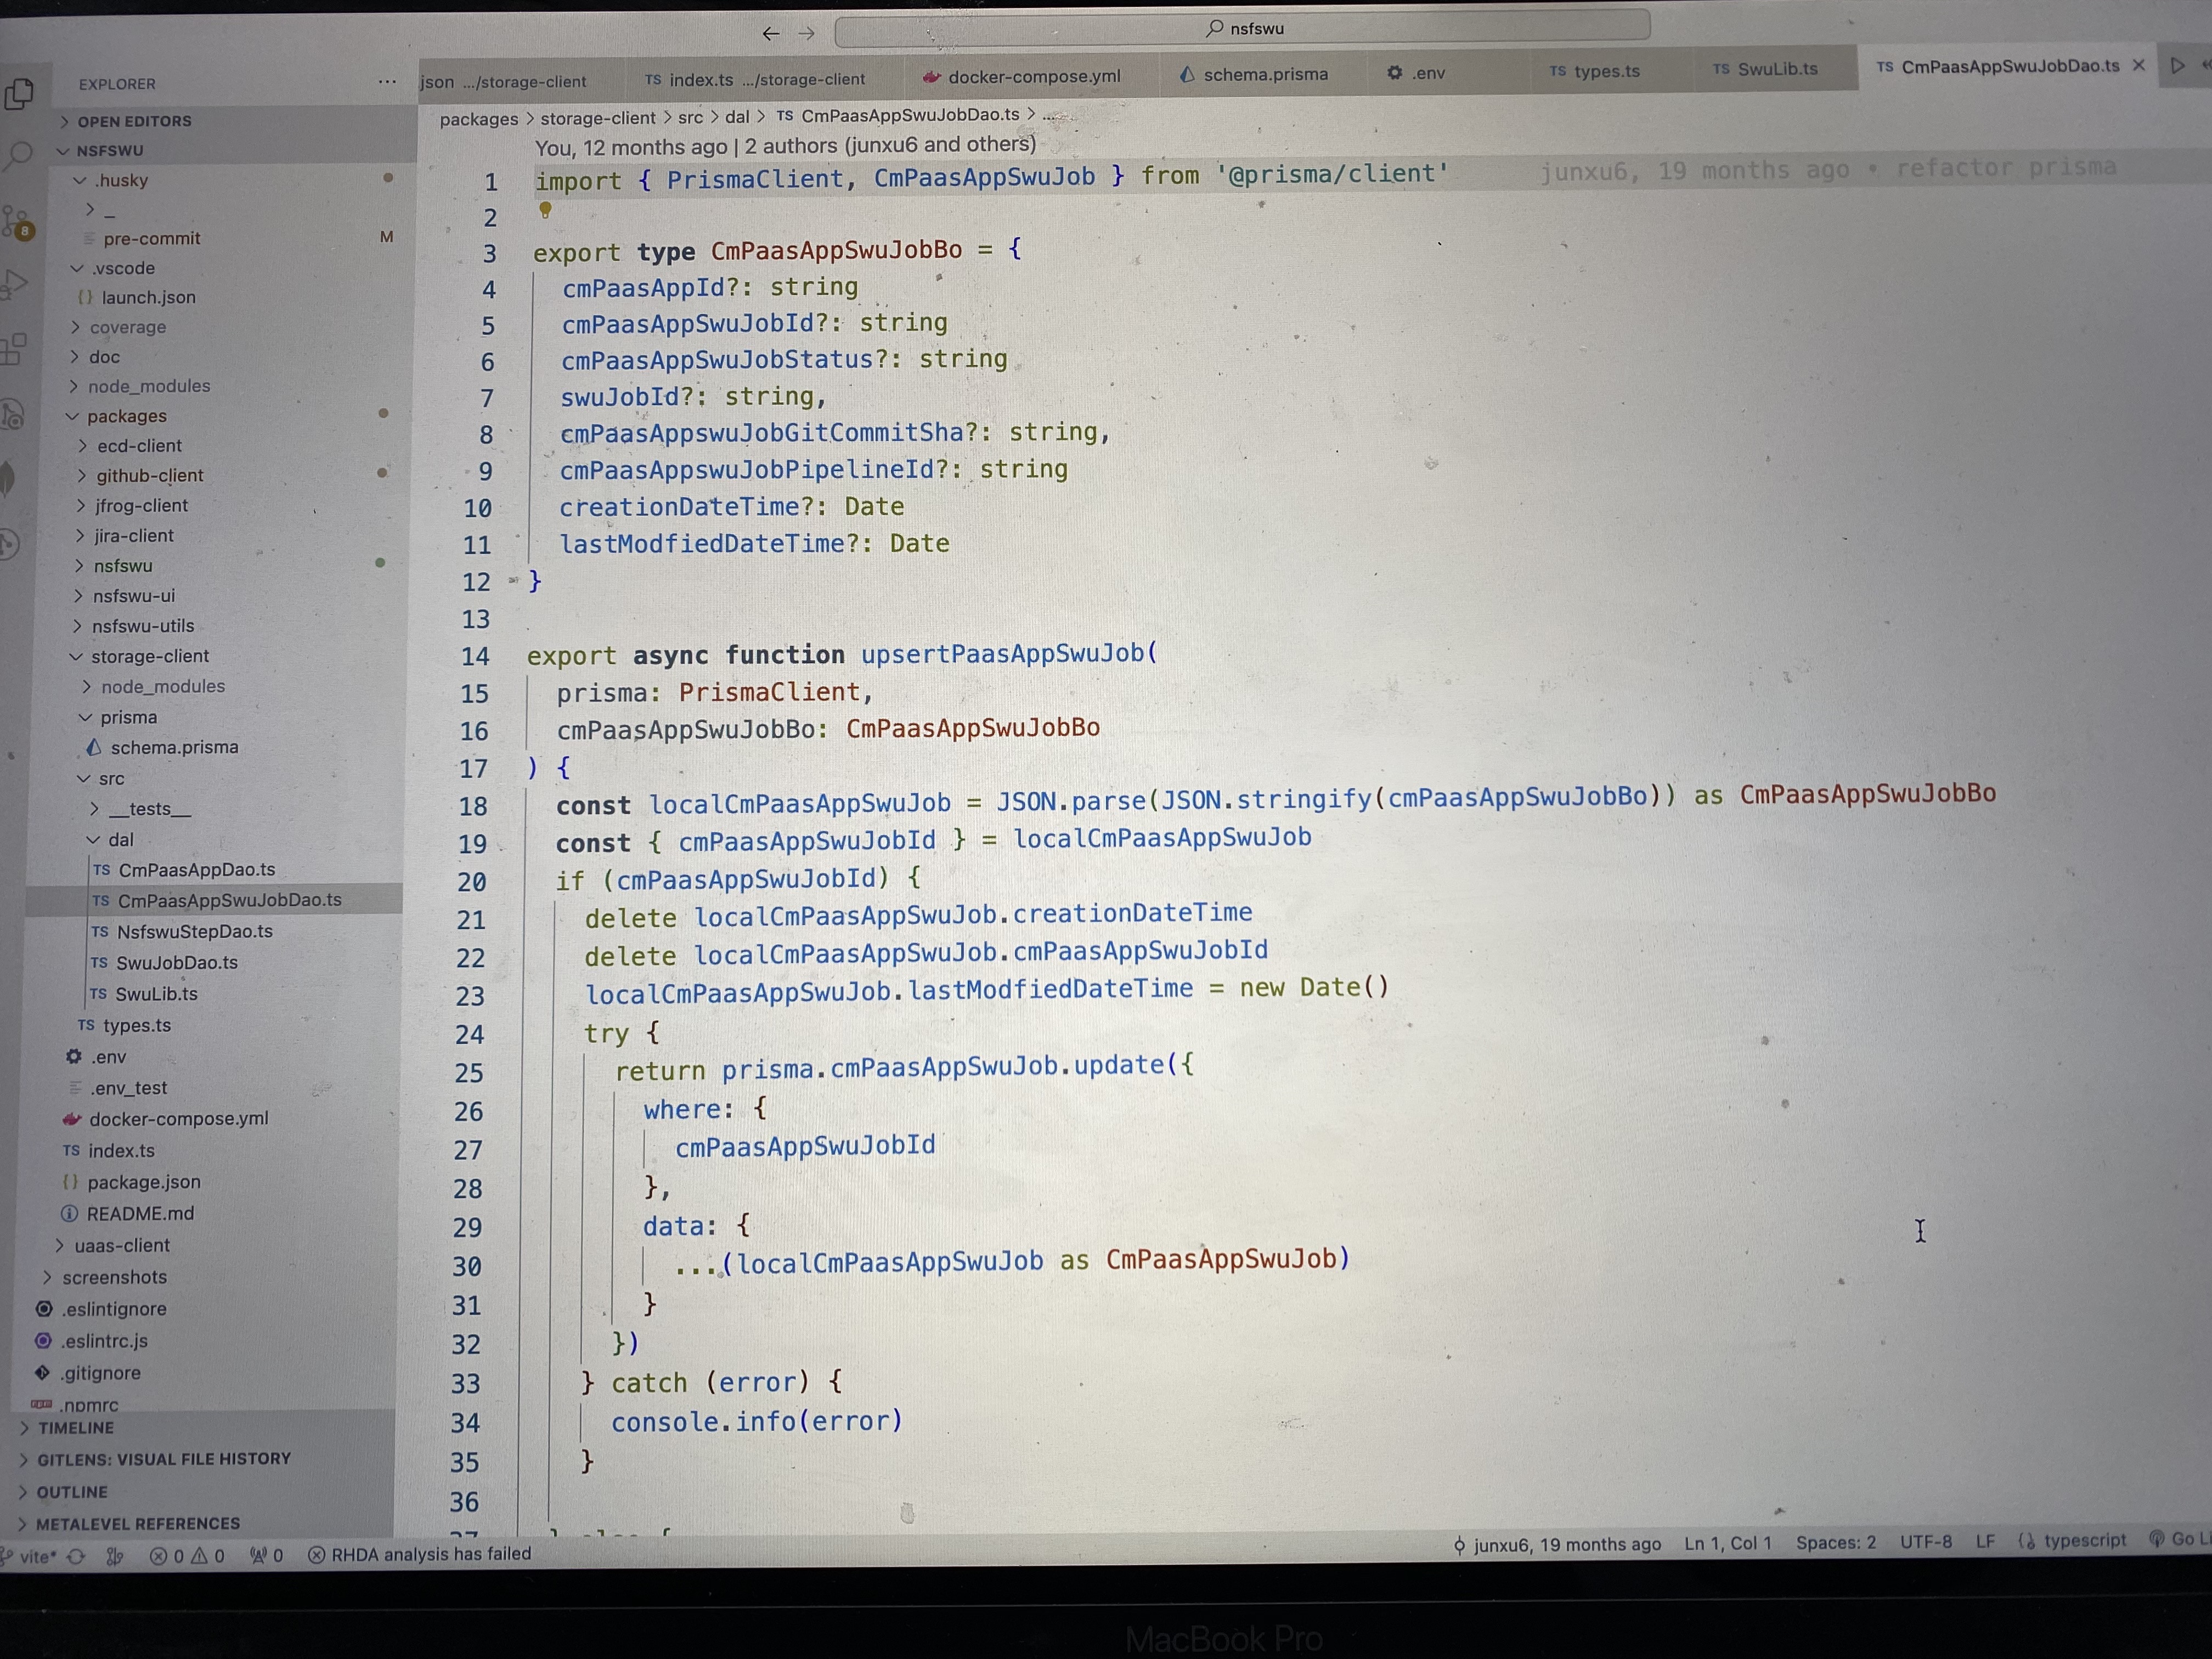 ← → nsfswu
EXPLORER ···
json .../storage-client TS index.ts .../storage-client docker-compose.yml schema.prisma .env TS types.ts TS SwuLib.ts TS CmPaasAppSwuJobDao.ts ×
OPEN EDITORS
NSFSWU
.husky
_
pre-commit M
.vscode
{} launch.json
coverage
doc
node_modules
packages
ecd-client
github-client
jfrog-client
jira-client
nsfswu
nsfswu-ui
nsfswu-utils
storage-client
node_modules
prisma
schema.prisma
src
__tests__
dal
TS CmPaasAppDao.ts
TS CmPaasAppSwuJobDao.ts
TS NsfswuStepDao.ts
TS SwuJobDao.ts
TS SwuLib.ts
TS types.ts
.env
.env_test
docker-compose.yml
TS index.ts
{} package.json
README.md
uaas-client
screenshots
.eslintignore
.eslintrc.js
.gitignore
.npmrc
TIMELINE
GITLENS: VISUAL FILE HISTORY
OUTLINE
METALEVEL REFERENCES
8
packages > storage-client > src > dal > TS CmPaasAppSwuJobDao.ts > ...
You, 12 months ago | 2 authors (junxu6 and others)
1 import { PrismaClient, CmPaasAppSwuJob } from '@prisma/client' junxu6, 19 months ago • refactor prisma
2
3 export type CmPaasAppSwuJobBo = {
4 cmPaasAppId?: string
5 cmPaasAppSwuJobId?: string
6 cmPaasAppSwuJobStatus?: string
7 swuJobId?: string,
8 cmPaasAppswuJobGitCommitSha?: string,
9 cmPaasAppswuJobPipelineId?: string
10 creationDateTime?: Date
11 lastModfiedDateTime?: Date
12 }
13
14 export async function upsertPaasAppSwuJob(
15 prisma: PrismaClient,
16 cmPaasAppSwuJobBo: CmPaasAppSwuJobBo
17 ) {
18 const localCmPaasAppSwuJob = JSON.parse(JSON.stringify(cmPaasAppSwuJobBo)) as CmPaasAppSwuJobBo
19 const { cmPaasAppSwuJobId } = localCmPaasAppSwuJob
20 if (cmPaasAppSwuJobId) {
21 delete localCmPaasAppSwuJob.creationDateTime
22 delete localCmPaasAppSwuJob.cmPaasAppSwuJobId
23 localCmPaasAppSwuJob.lastModfiedDateTime = new Date()
24 try {
25 return prisma.cmPaasAppSwuJob.update({
26 where: {
27 cmPaasAppSwuJobId
28 },
29 data: {
30 ...(localCmPaasAppSwuJob as CmPaasAppSwuJob)
31 }
32 })
33 } catch (error) {
34 console.info(error)
35 }
36
vite* 0 0 0 RHDA analysis has failed junxu6, 19 months ago Ln 1, Col 1 Spaces: 2 UTF-8 LF typescript Go
MacBook Pro